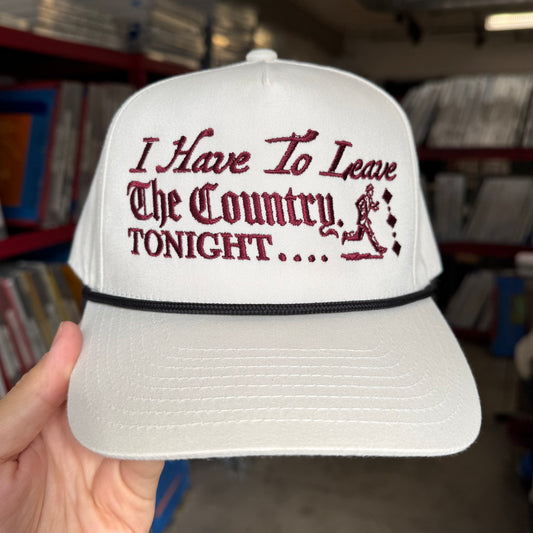 I Have To Leave
The Country.
TONIGHT....